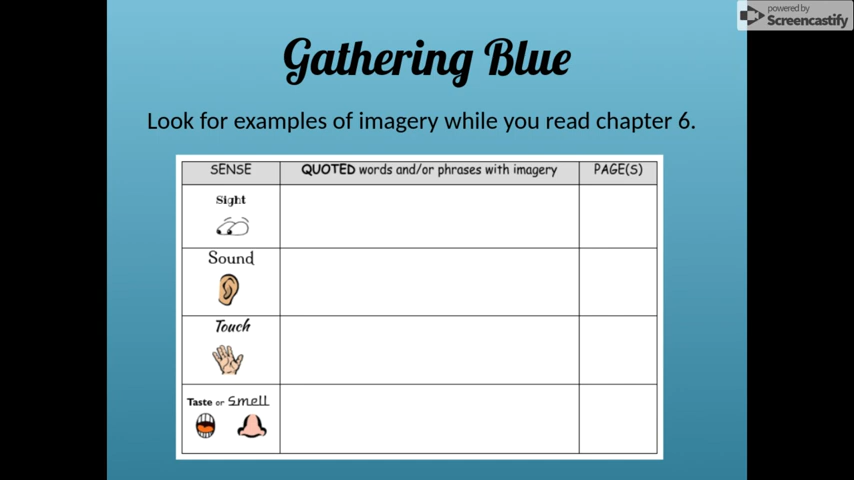 powered by
Screencastify
Gathering Blue
Look for examples of imagery while you read chapter 6.
SENSE QUOTED words and/or phrases with imagery PAGE(S)
Sight
Sound
Touch
Taste or Smell